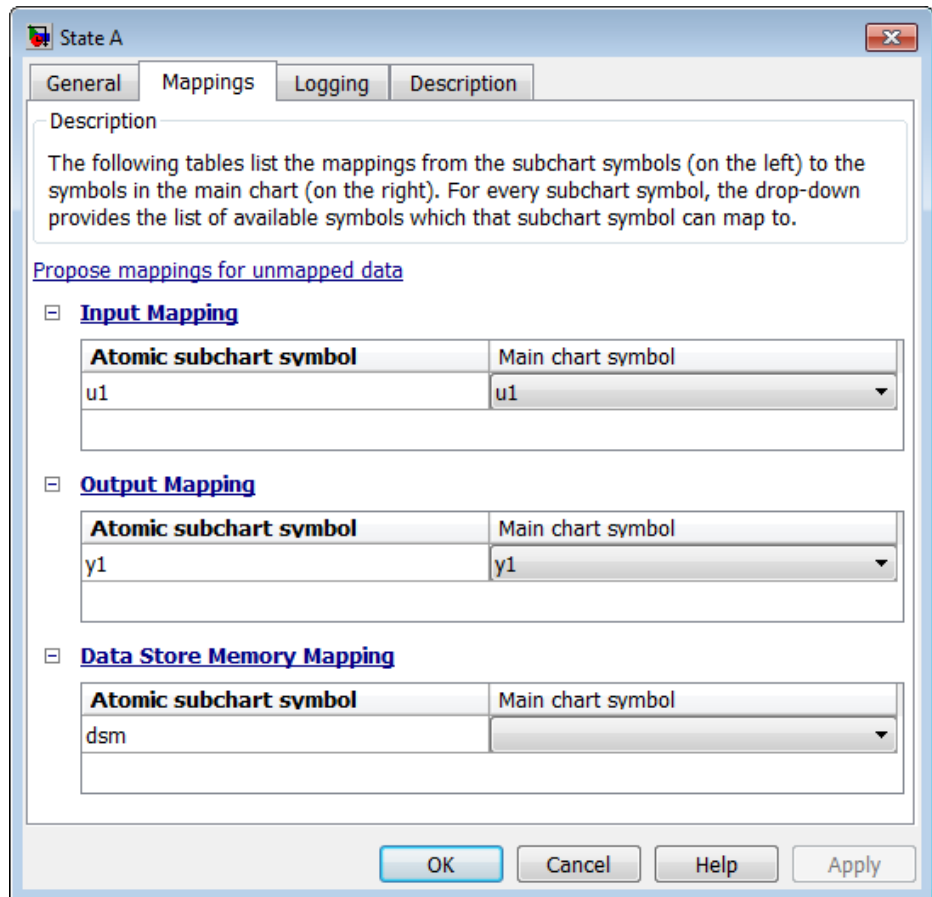 State A
General Mappings Logging Description
Description
The following tables list the mappings from the subchart symbols (on the left) to the
symbols in the main chart (on the right). For every subchart symbol, the drop-down
provides the list of available symbols which that subchart symbol can map to.
Propose mappings for unmapped data
Input Mapping
Atomic subchart symbol Main chart symbol
u1 u1
Output Mapping
Atomic subchart symbol Main chart symbol
y1 y1
Data Store Memory Mapping
Atomic subchart symbol Main chart symbol
dsm
OK Cancel Help Apply